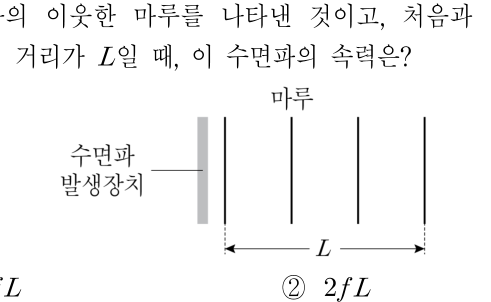 의 이웃한 마루를 나타낸 것이고, 처음과
거리가 L일 때, 이 수면파의 속력은?
마루
수면파
발생장치
L
fL
② 2fL